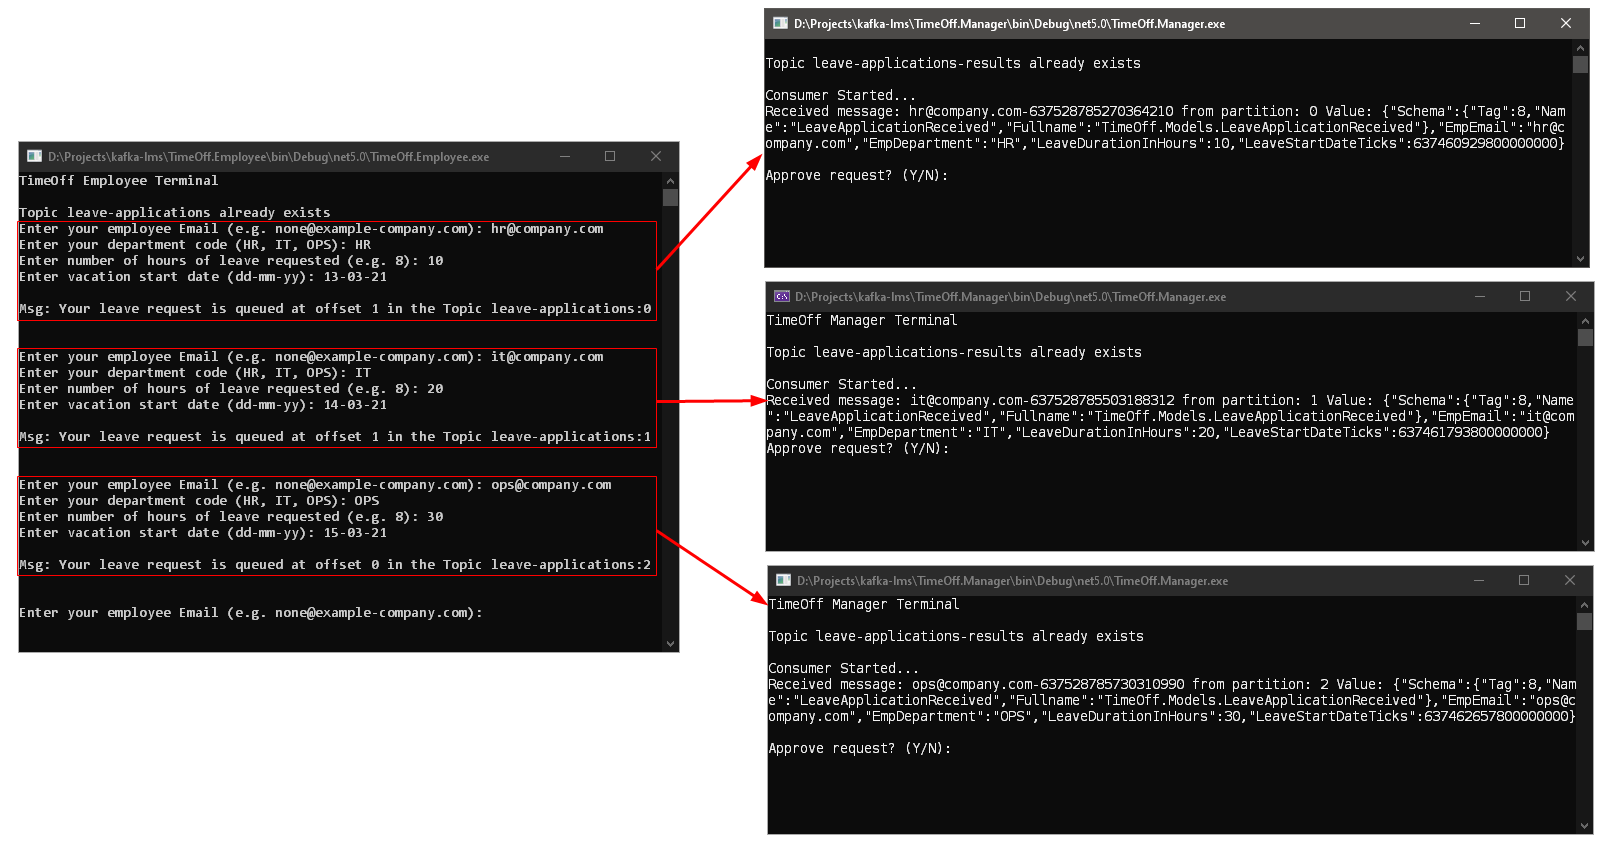 D:\Projects\kafka-lms\TimeOff.Employee\bin\Debug\net5.0\TimeOff.Employee.exe
TimeOff Employee Terminal
Topic leave-applications already exists
Enter your employee Email (e.g. none@example-company.com): hr@company.com
Enter your department code (HR, IT, OPS): HR
Enter number of hours of leave requested (e.g. 8): 10
Enter vacation start date (dd-mm-yy): 13-03-21
Msg: Your leave request is queued at offset 1 in the Topic leave-applications:0
Enter your employee Email (e.g. none@example-company.com): it@company.com
Enter your department code (HR, IT, OPS): IT
Enter number of hours of leave requested (e.g. 8): 20
Enter vacation start date (dd-mm-yy): 14-03-21
Msg: Your leave request is queued at offset 1 in the Topic leave-applications:1
Enter your employee Email (e.g. none@example-company.com): ops@company.com
Enter your department code (HR, IT, OPS): OPS
Enter number of hours of leave requested (e.g. 8): 30
Enter vacation start date (dd-mm-yy): 15-03-21
Msg: Your leave request is queued at offset 0 in the Topic leave-applications:2
Enter your employee Email (e.g. none@example-company.com):
D:\Projects\kafka-lms\TimeOff.Manager\bin\Debug\net5.0\TimeOff.Manager.exe
Topic leave-applications-results already exists
Consumer Started...
Received message: hr@company.com-637528785270364210 from partition: 0 Value: {"Schema":{"Tag":8,"Nam
e":"LeaveApplicationReceived","Fullname":"TimeOff.Models.LeaveApplicationReceived"},"EmpEmail":"hr@c
ompany.com","EmpDepartment":"HR","LeaveDurationInHours":10,"LeaveStartDateTicks":637460929800000000}
Approve request? (Y/N):
C:\ D:\Projects\kafka-lms\TimeOff.Manager\bin\Debug\net5.0\TimeOff.Manager.exe
TimeOff Manager Terminal
Topic leave-applications-results already exists
Consumer Started...
Received message: it@company.com-637528785503188312 from partition: 1 Value: {"Schema":{"Tag":8,"Name
":"LeaveApplicationReceived","Fullname":"TimeOff.Models.LeaveApplicationReceived"},"EmpEmail":"it@com
pany.com","EmpDepartment":"IT","LeaveDurationInHours":20,"LeaveStartDateTicks":637461793800000000}
Approve request? (Y/N):
D:\Projects\kafka-lms\TimeOff.Manager\bin\Debug\net5.0\TimeOff.Manager.exe
TimeOff Manager Terminal
Topic leave-applications-results already exists
Consumer Started...
Received message: ops@company.com-637528785730310990 from partition: 2 Value: {"Schema":{"Tag":8,"Nam
e":"LeaveApplicationReceived","Fullname":"TimeOff.Models.LeaveApplicationReceived"},"EmpEmail":"ops@c
ompany.com","EmpDepartment":"OPS","LeaveDurationInHours":30,"LeaveStartDateTicks":637462657800000000}
Approve request? (Y/N):